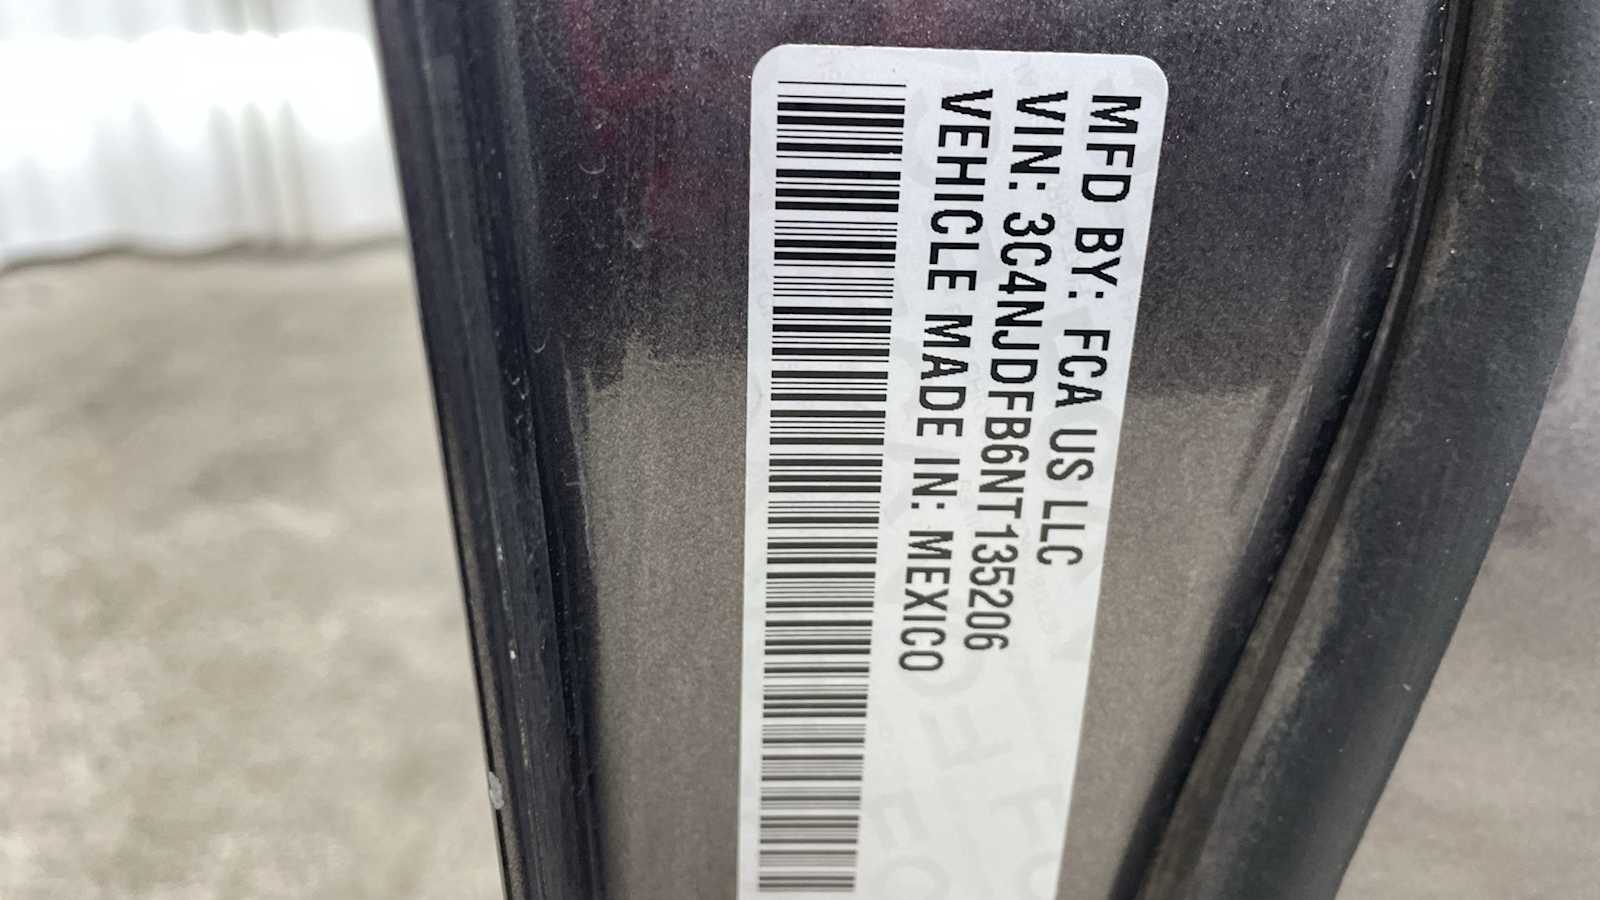 MFD BY: FCA US LLC
VIN: 3C4NJDFB6NT135206
VEHICLE MADE IN: MEXICO